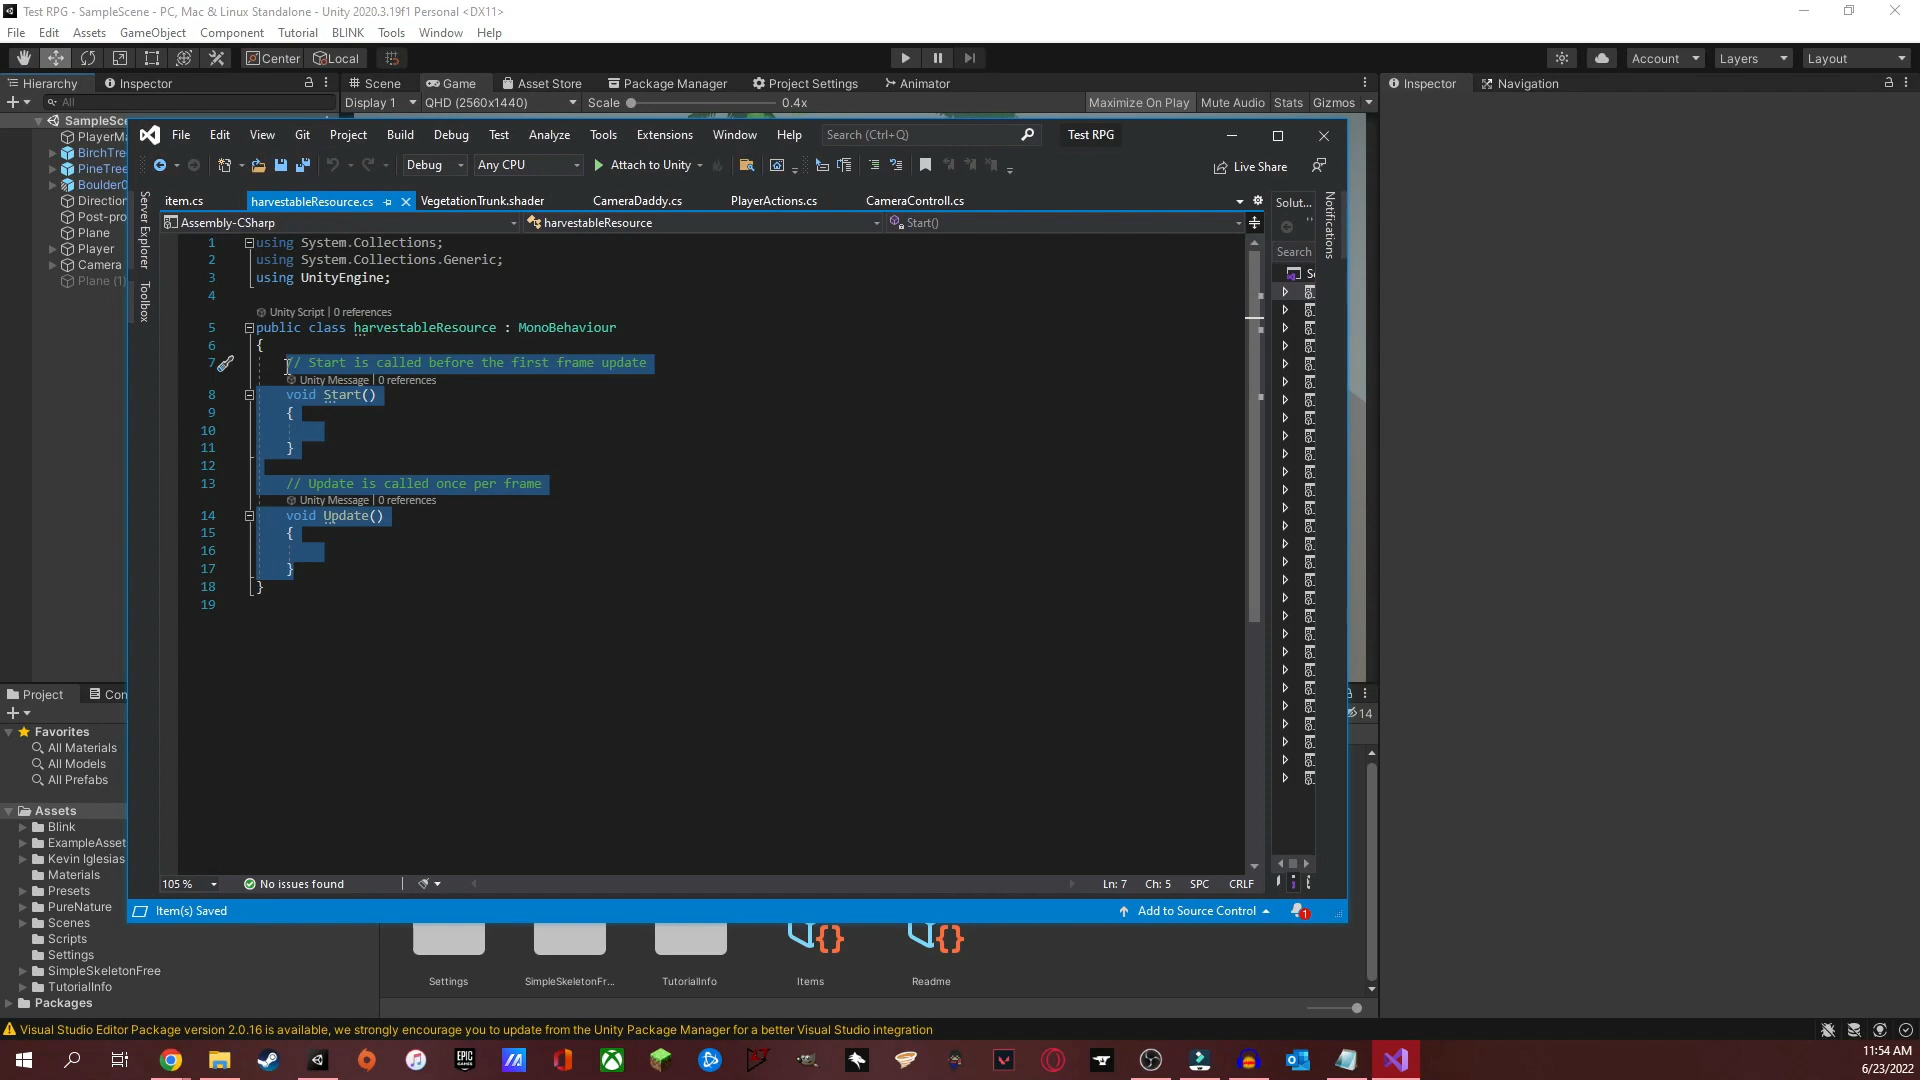 Test RPG - SampleScene - PC, Mac & Linux Standalone - Unity 2020.3.19f1 Personal <DX11>
File Edit Assets GameObject Component Tutorial BLINK Tools Window Help
Center Local Account Layers Layout
Hierarchy Inspector Scene Game Asset Store Package Manager Project Settings Animator Inspector Navigation
All Display 1 QHD (2560x1440) Scale 0.4x Maximize On Play Mute Audio Stats Gizmos
SampleSce
PlayerMa
BirchTre
PineTree
Boulder0
Direction
Post-pro
Plane
Player
Camera
Plane (1)
File Edit View Git Project Build Debug Test Analyze Tools Extensions Window Help Search (Ctrl+Q) Test RPG
Debug Any CPU Attach to Unity Live Share
Server Explorer
Toolbox
item.cs harvestableResource.cs VegetationTrunk.shader CameraDaddy.cs PlayerActions.cs CameraControll.cs
Solut...
Notifications
Assembly-CSharp harvestableResource Start()
Search
1 using System.Collections;
2 using System.Collections.Generic;
3 using UnityEngine;
4
Unity Script | 0 references
5 public class harvestableResource : MonoBehaviour
6 {
7 // Start is called before the first frame update
Unity Message | 0 references
8 void Start()
9 {
10
11 }
12
13 // Update is called once per frame
Unity Message | 0 references
14 void Update()
15 {
16
17 }
18 }
19
105 % No issues found Ln: 7 Ch: 5 SPC CRLF
Item(s) Saved Add to Source Control 1
Project Con
14
Favorites
All Materials
All Models
All Prefabs
Assets
Blink
ExampleAsset
Kevin Iglesias
Materials
Presets
PureNature
Scenes
Scripts
Settings
SimpleSkeletonFree
TutorialInfo
Packages
Settings SimpleSkeletonFr... TutorialInfo Items Readme
Visual Studio Editor Package version 2.0.16 is available, we strongly encourage you to update from the Unity Package Manager for a better Visual Studio integration
EPIC GAMES
11:54 AM
6/23/2022